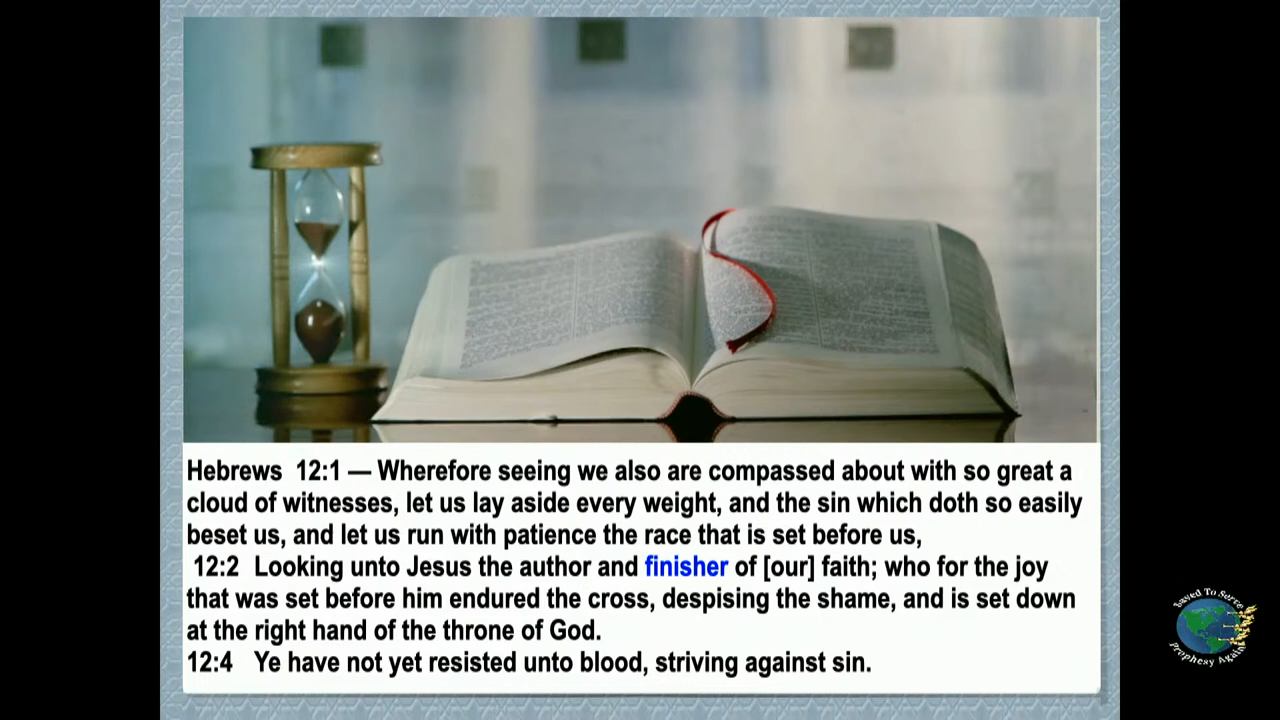 Hebrews 12:1 — Wherefore seeing we also are compassed about with so great a
cloud of witnesses, let us lay aside every weight, and the sin which doth so easily
beset us, and let us run with patience the race that is set before us,
12:2 Looking unto Jesus the author and finisher of [our] faith; who for the joy
that was set before him endured the cross, despising the shame, and is set down
at the right hand of the throne of God.
12:4 Ye have not yet resisted unto blood, striving against sin.
To Serve
Prophesy Again